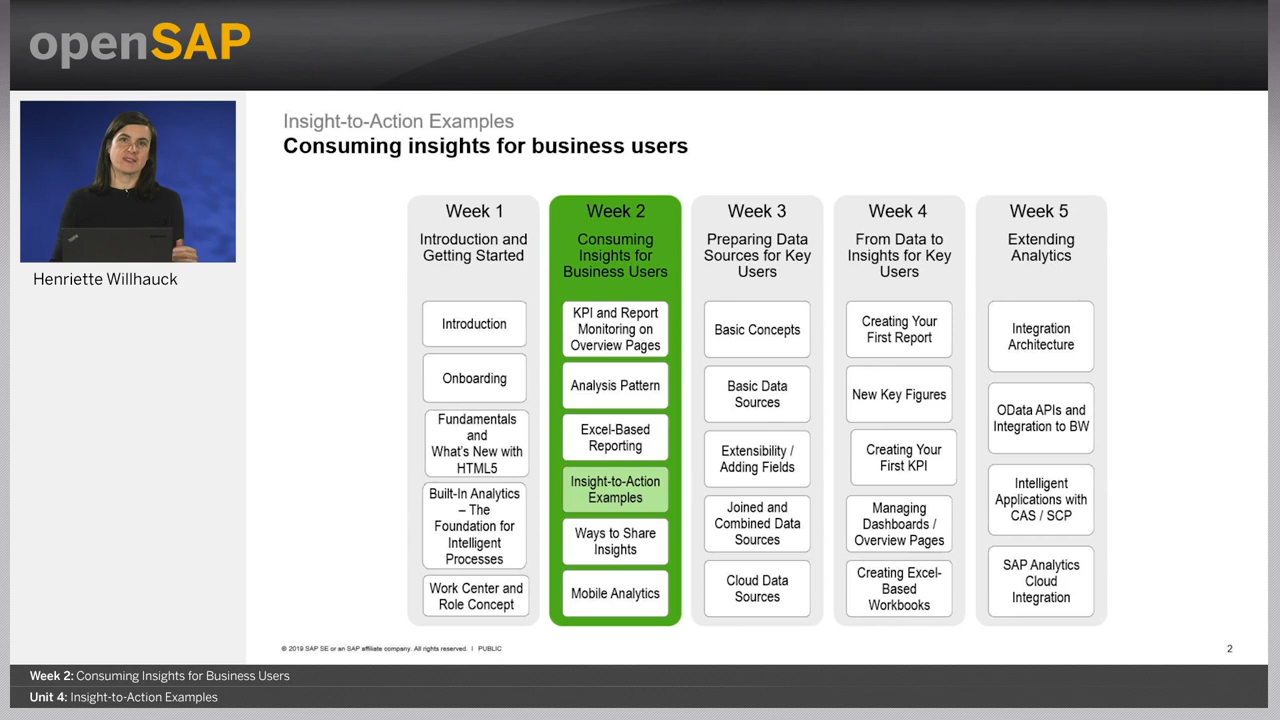 openSAP
Henriette Willhauck
Insight-to-Action Examples
Consuming insights for business users
Week 1
Introduction and
Getting Started
Introduction
Onboarding
Fundamentals
and
What's New with
HTML5
Built-In Analytics
– The
Foundation for
Intelligent
Processes
Work Center and
Role Concept
Week 2
Consuming
Insights for
Business Users
KPI and Report
Monitoring on
Overview Pages
Analysis Pattern
Excel-Based
Reporting
Insight-to-Action
Examples
Ways to Share
Insights
Mobile Analytics
Week 3
Preparing Data
Sources for Key
Users
Basic Concepts
Basic Data
Sources
Extensibility /
Adding Fields
Joined and
Combined Data
Sources
Cloud Data
Sources
Week 4
From Data to
Insights for Key
Users
Creating Your
First Report
New Key Figures
Creating Your
First KPI
Managing
Dashboards /
Overview Pages
Creating Excel-
Based
Workbooks
Week 5
Extending
Analytics
Integration
Architecture
OData APIs and
Integration to BW
Intelligent
Applications with
CAS / SCP
SAP Analytics
Cloud
Integration
© 2019 SAP SE or an SAP affiliate company. All rights reserved. ǀ PUBLIC
2
Week 2: Consuming Insights for Business Users
Unit 4: Insight-to-Action Examples